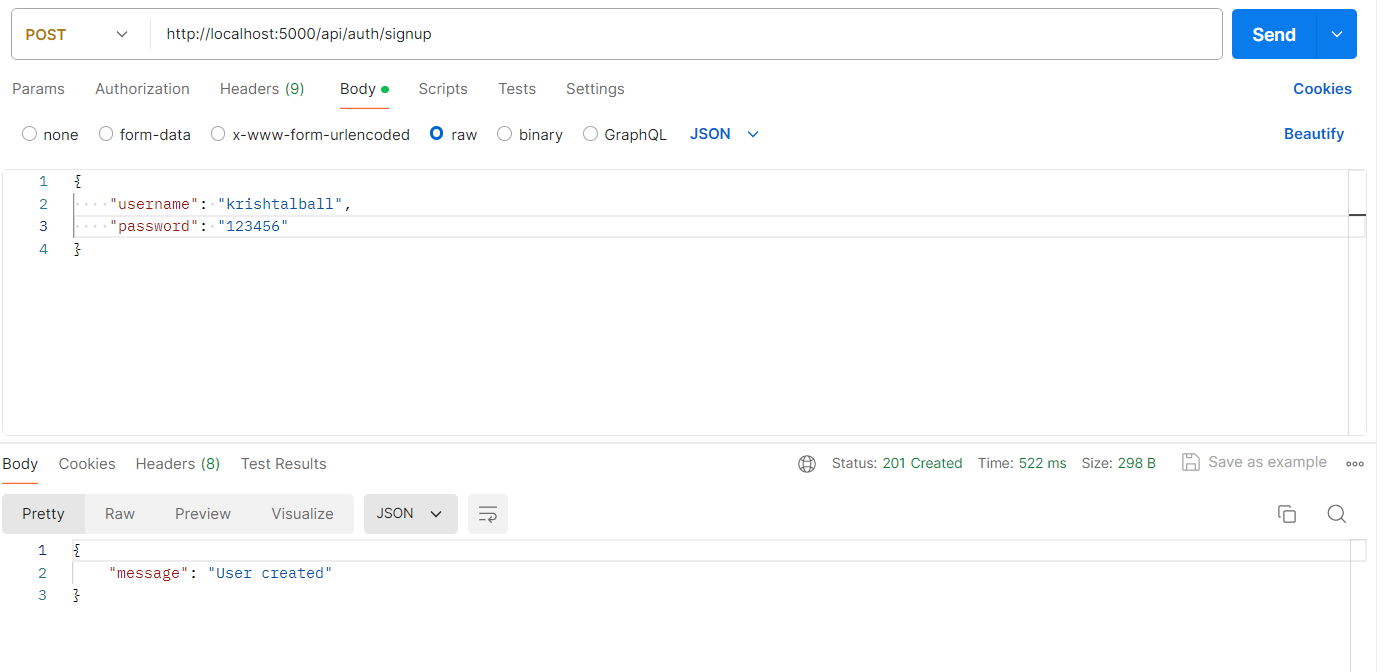 POST http://localhost:5000/api/auth/signup Send
Params Authorization Headers (9) Body Scripts Tests Settings Cookies
none form-data x-www-form-urlencoded raw binary GraphQL JSON Beautify
1 {
2 ····"username":·"krishtalball",
3 ····"password":·"123456"
4 }
Body Cookies Headers (8) Test Results Status: 201 Created Time: 522 ms Size: 298 B Save as example
Pretty Raw Preview Visualize JSON
1 {
2     "message": "User created"
3 }